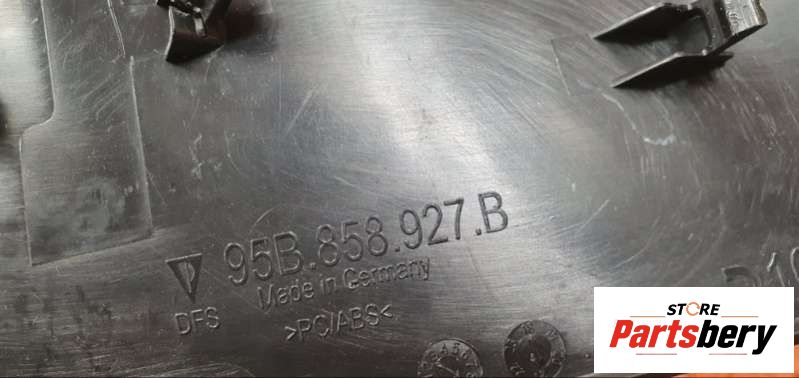 95B.858.927.B
Made in Germany
DFS
>PC/ABS<
STORE
Partsbery